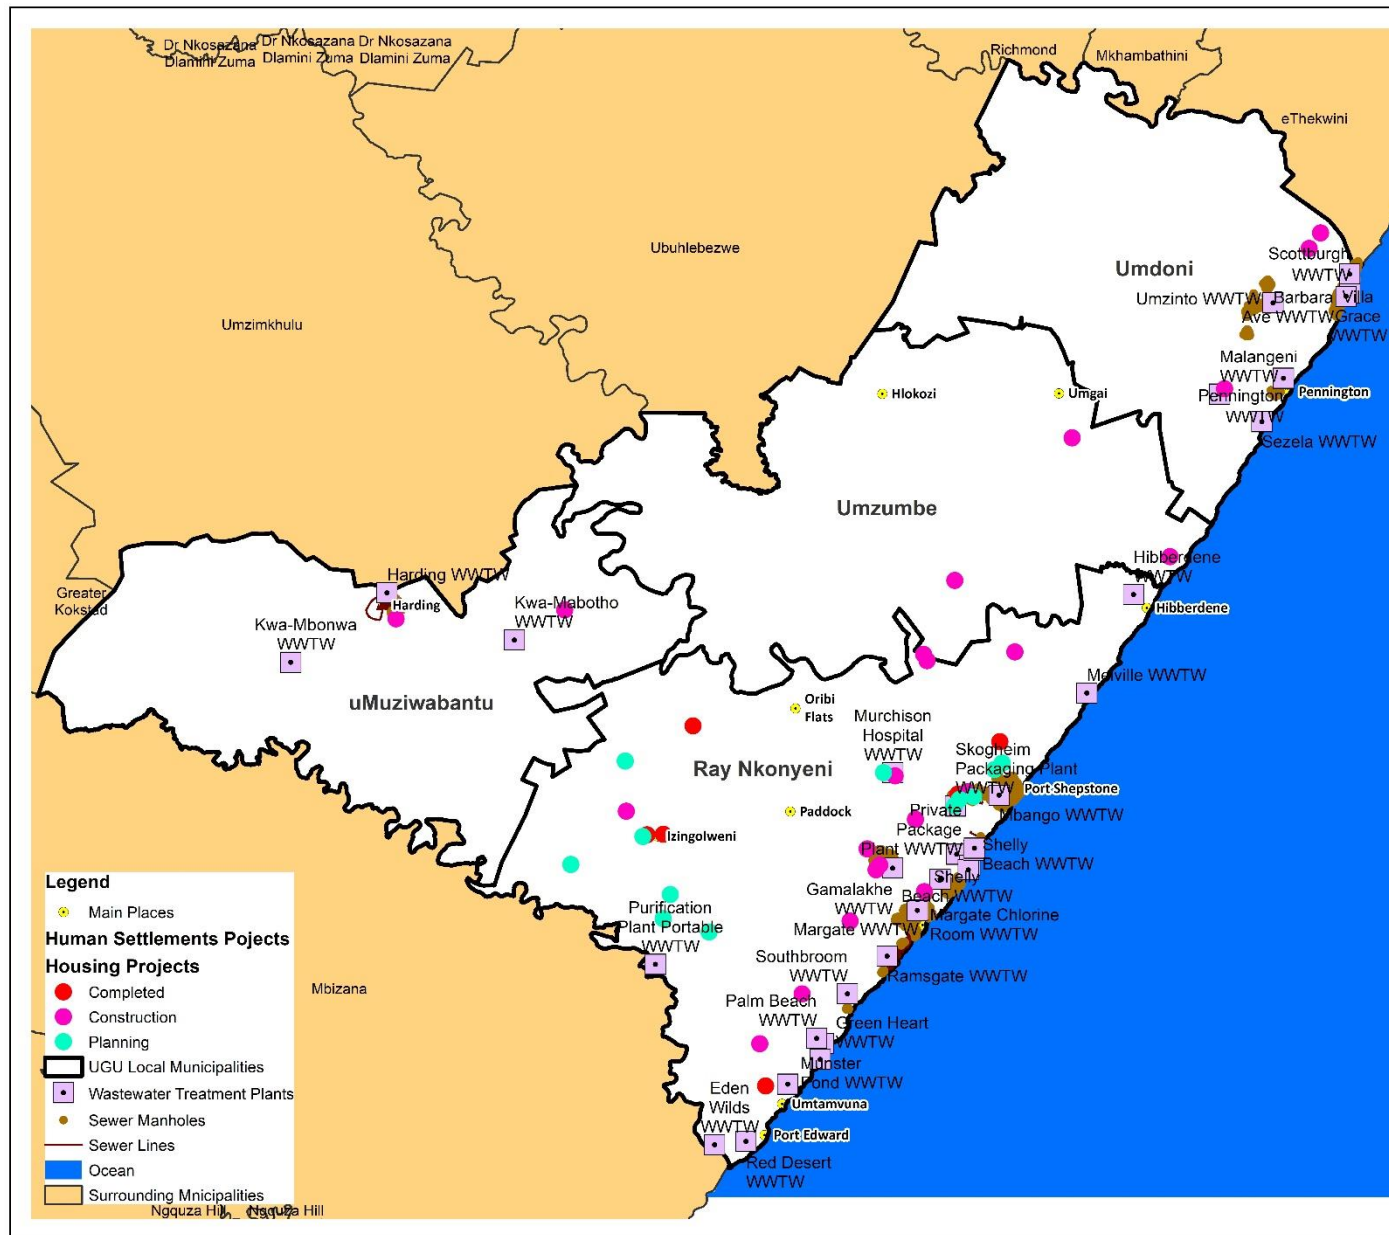 Dr Nkosazana Dr Nkosazana Dr Nkosazana
Dlamini Zuma Dlamini Zuma Dlamini Zuma
Richmond
Mkhambathini
eThekwini
Ubuhlebezwe
Umzimkhulu
Umdoni
Scottburgh
WWTW
Umzinto WWTW
Barbara Villa
Ave WWTW Grace
WWTW
Malangeni
WWTW
Pennington
Pennington
WWTW
Sezela WWTW
Hlokozi
Umgai
Umzumbe
Hibberdene
WWTW
Hibberdene
Greater
Kokstad
Harding WWTW
Harding
Kwa-Mabotho
WWTW
Kwa-Mbonwa
WWTW
uMuziwabantu
Melville WWTW
Oribi
Flats
Murchison
Hospital
WWTW
Ray Nkonyeni
Skogheim
Packaging Plant
WWTW
Port Shepstone
Mbango WWTW
Paddock
Private
Package
Plant WWTW
Izingolweni
Shelly
Beach WWTW
Shelly
Beach WWTW
Gamalakhe
WWTW
Margate WWTW
Margate Chlorine
Room WWTW
Purification
Plant Portable
WWTW
Southbroom
WWTW
Ramsgate WWTW
Mbizana
Palm Beach
WWTW
Green Heart
WWTW
Munster
Pond WWTW
Eden
Wilds
WWTW
Umtamvuna
Port Edward
Red Desert
WWTW
Legend
Main Places
Human Settlements Pojects
Housing Projects
Completed
Construction
Planning
UGU Local Municipalities
Wastewater Treatment Plants
Sewer Manholes
Sewer Lines
Ocean
Surrounding Mnicipalities
Ngquza Hill Ngquza Hill